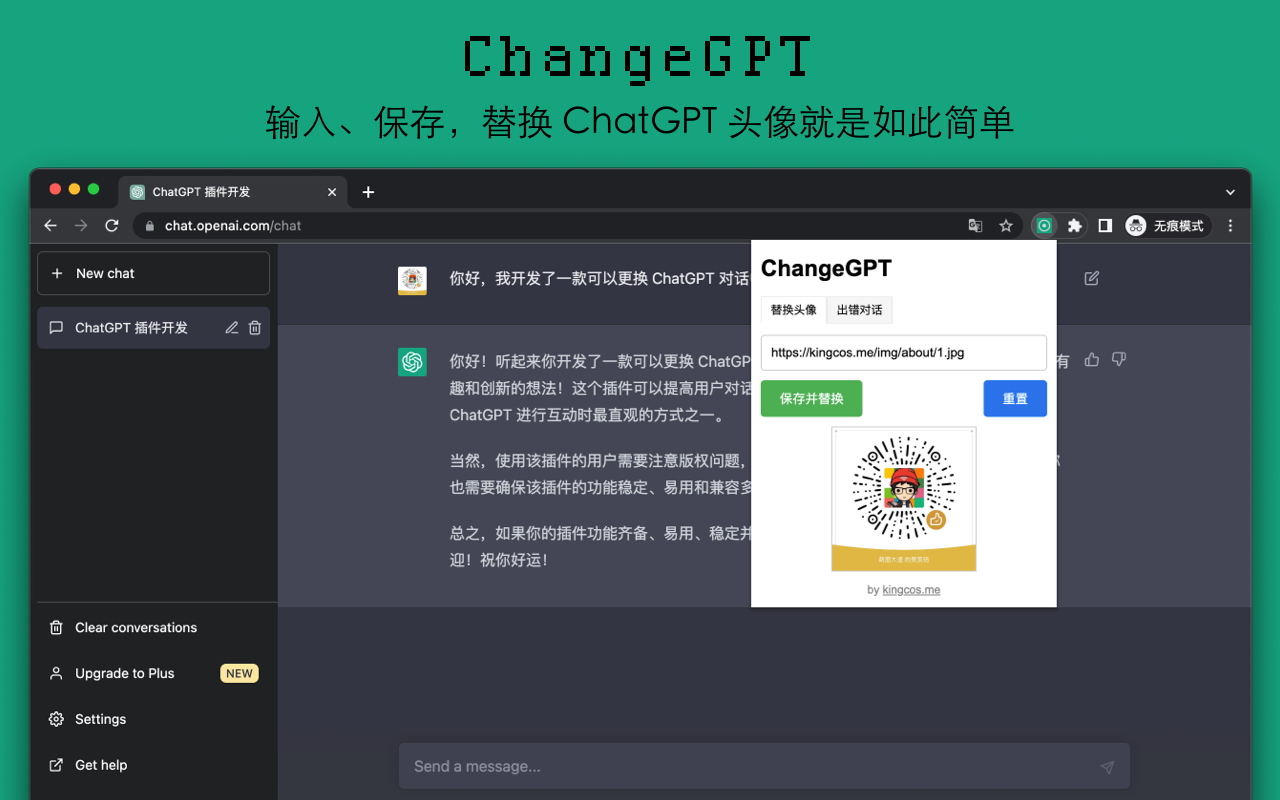 ChangeGPT
输入、保存，替换 ChatGPT 头像就是如此简单
ChatGPT 插件开发
chat.openai.com/chat
无痕模式
New chat
ChatGPT 插件开发
你好，我开发了一款可以更换 ChatGPT 对话
你好！听起来你开发了一款可以更换 ChatGP 有
趣和创新的想法！这个插件可以提高用户对话
ChatGPT 进行互动时最直观的方式之一。
当然，使用该插件的用户需要注意版权问题，
也需要确保该插件的功能稳定、易用和兼容多
总之，如果你的插件功能齐备、易用、稳定并
迎！祝你好运！
ChangeGPT
替换头像 出错对话
https://kingcos.me/img/about/1.jpg
保存并替换 重置
by kingcos.me
Clear conversations
Upgrade to Plus NEW
Settings
Get help
Send a message...